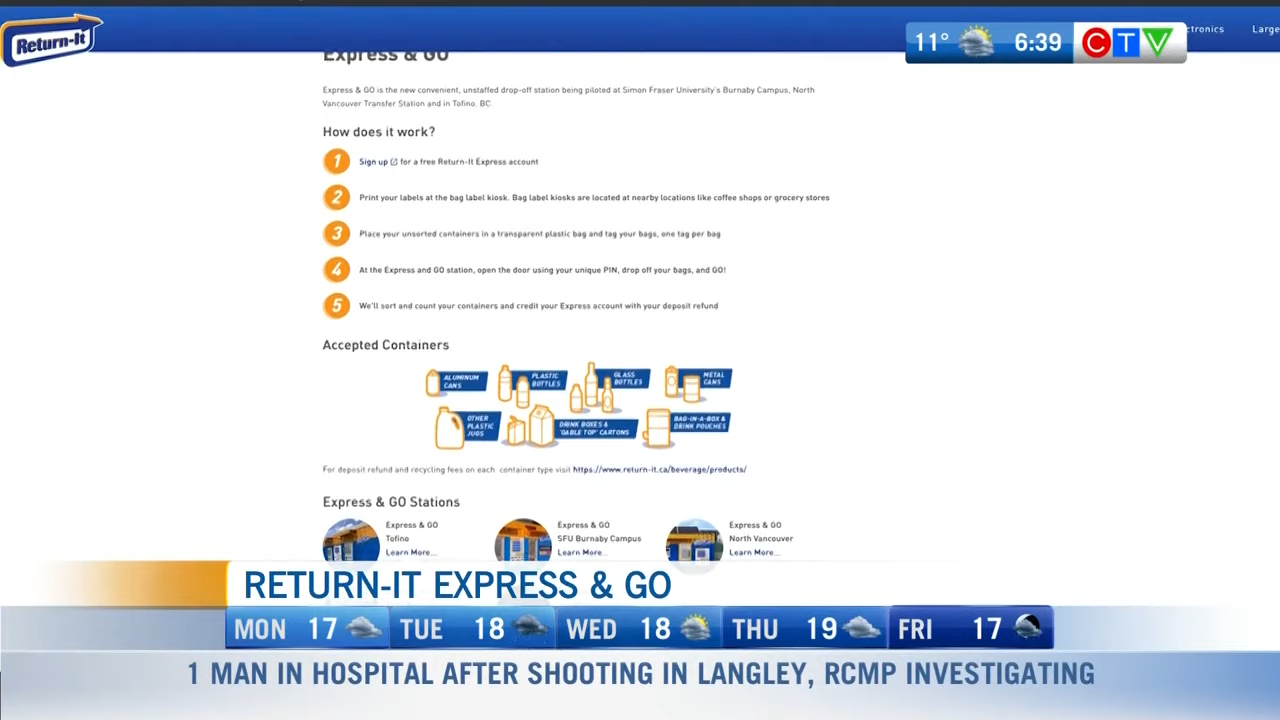 Return-It
11° 6:39 CTV
ctronics Large
Express & GO
Express & GO is the new convenient, unstaffed drop-off station being piloted at Simon Fraser University's Burnaby Campus, North
Vancouver Transfer Station and in Tofino, BC.
How does it work?
1 Sign up for a free Return-It Express account
2 Print your labels at the bag label kiosk. Bag label kiosks are located at nearby locations like coffee shops or grocery stores
3 Place your unsorted containers in a transparent plastic bag and tag your bags, one tag per bag
4 At the Express and GO station, open the door using your unique PIN, drop off your bags, and GO!
5 We'll sort and count your containers and credit your Express account with your deposit refund
Accepted Containers
ALUMINUM
CANS
PLASTIC
BOTTLES
GLASS
BOTTLES
METAL
CANS
OTHER
PLASTIC
JUGS
DRINK BOXES &
'GABLE TOP' CARTONS
BAG-IN-A-BOX &
DRINK POUCHES
For deposit refund and recycling fees on each container type visit https://www.return-it.ca/beverage/products/
Express & GO Stations
Express & GO
Tofino
Learn More...
Express & GO
SFU Burnaby Campus
Learn More...
Express & GO
North Vancouver
Learn More...
RETURN-IT EXPRESS & GO
MON 17 TUE 18 WED 18 THU 19 FRI 17
1 MAN IN HOSPITAL AFTER SHOOTING IN LANGLEY, RCMP INVESTIGATING